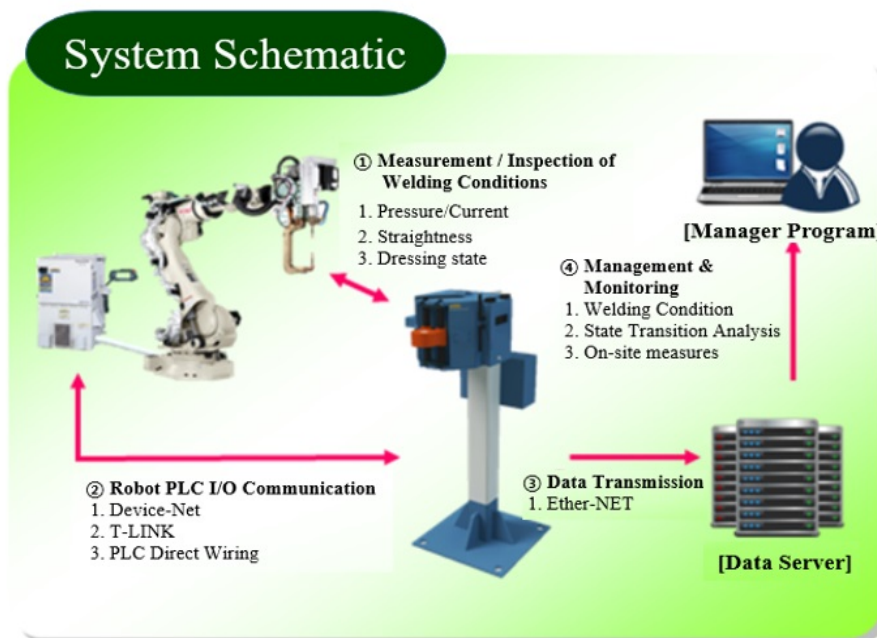 System Schematic
① Measurement / Inspection of
Welding Conditions
1. Pressure/Current
2. Straightness
3. Dressing state
[Manager Program]
④ Management &
Monitoring
1. Welding Condition
2. State Transition Analysis
3. On-site measures
② Robot PLC I/O Communication
1. Device-Net
2. T-LINK
3. PLC Direct Wiring
③ Data Transmission
1. Ether-NET
[Data Server]